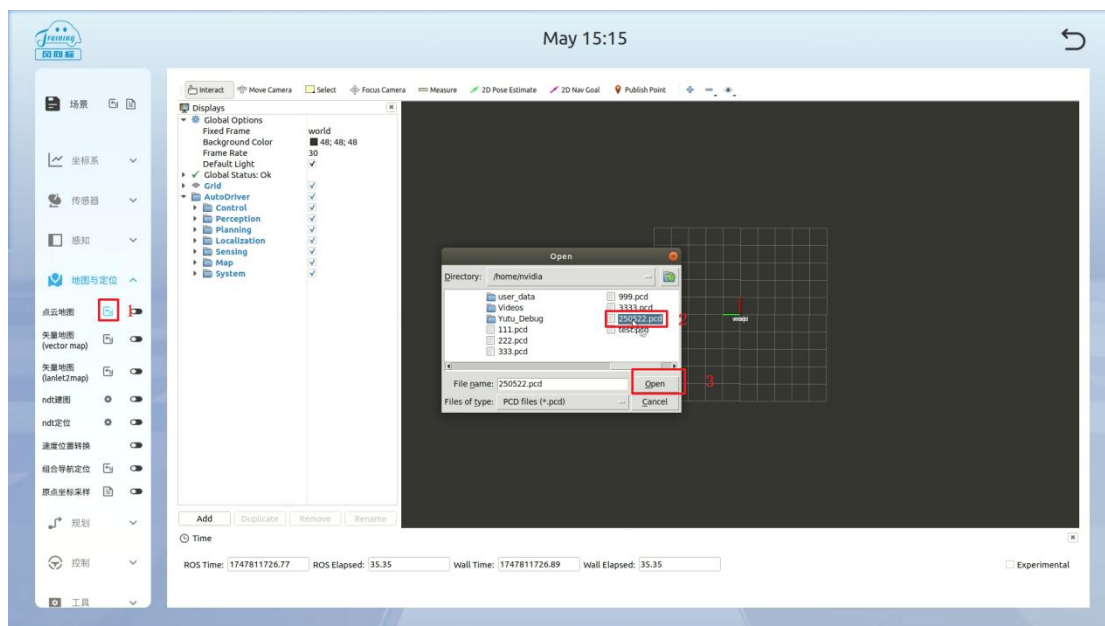 Training
风向标
May 15:15
场景
坐标系
传感器
感知
地图与定位
点云地图
1
矢量地图
(vector map)
矢量地图
(lanlet2map)
ndt建图
ndt定位
速度位置转换
组合导航定位
原点坐标采样
规划
控制
工具
Interact
Move Camera
Select
Focus Camera
Measure
2D Pose Estimate
2D Nav Goal
Publish Point
Displays
Global Options
Fixed Frame world
Background Color 48; 48; 48
Frame Rate 30
Default Light
Global Status: Ok
Grid
AutoDriver
Control
Perception
Planning
Localization
Sensing
Map
System
Add
Duplicate
Remove
Rename
Open
Directory: /home/nvidia
user_data
Videos
Yutu_Debug
111.pcd
222.pcd
333.pcd
999.pcd
3333.pcd
250522.pcd
2
test.pcd
File name: 250522.pcd
Open
3
Files of type: PCD files (*.pcd)
Cancel
Time
ROS Time: 1747811726.77
ROS Elapsed: 35.35
Wall Time: 1747811726.89
Wall Elapsed: 35.35
Experimental